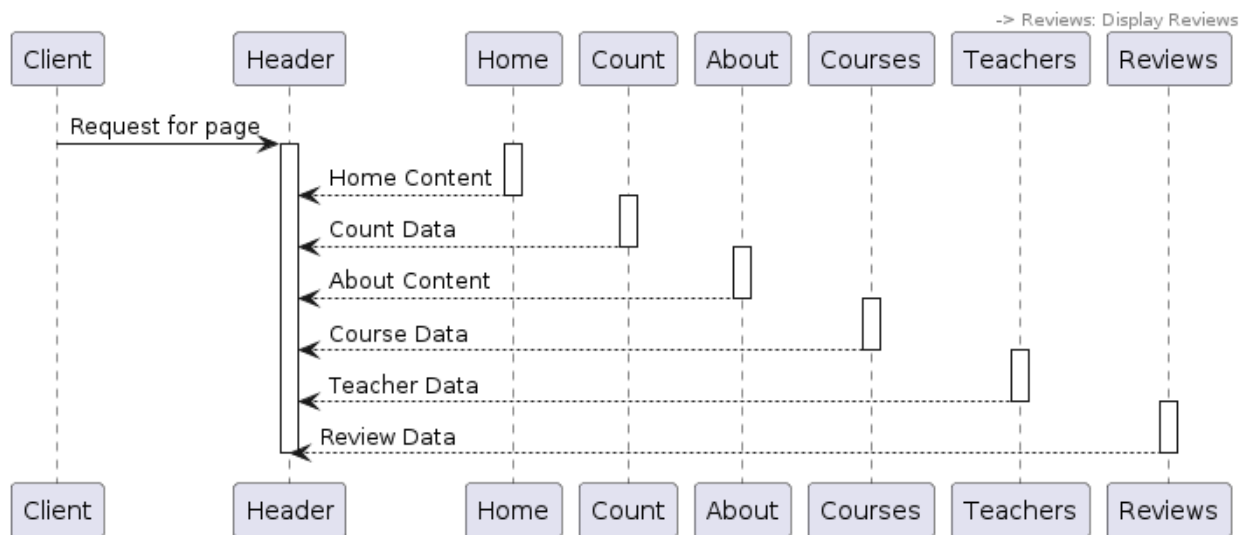 -> Reviews: Display Reviews
Client Header Home Count About Courses Teachers Reviews
Request for page
Home Content
Count Data
About Content
Course Data
Teacher Data
Review Data
Client Header Home Count About Courses Teachers Reviews